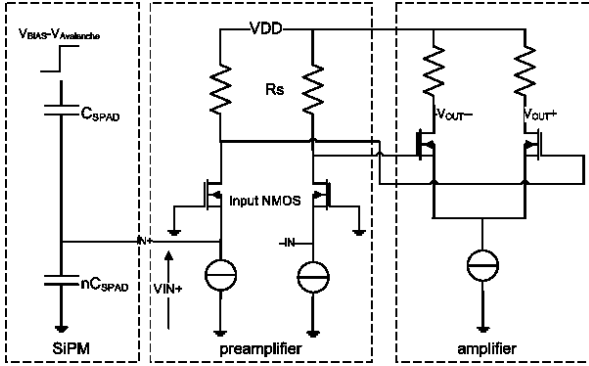 VBIAS-VAvalanche
CSPAD
nCSPAD
SiPM
VDD
Rs
Input NMOS
IN+
-IN
VIN+
preamplifier
-VOUT-
VOUT+
amplifier